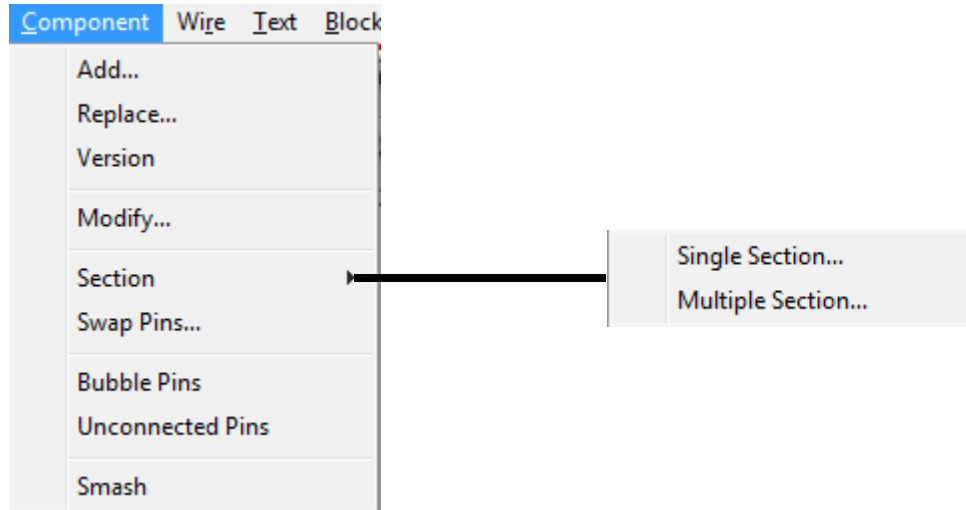 Component Wire Text Block
Add...
Replace...
Version
Modify...
Section
Swap Pins...
Bubble Pins
Unconnected Pins
Smash
Single Section...
Multiple Section...